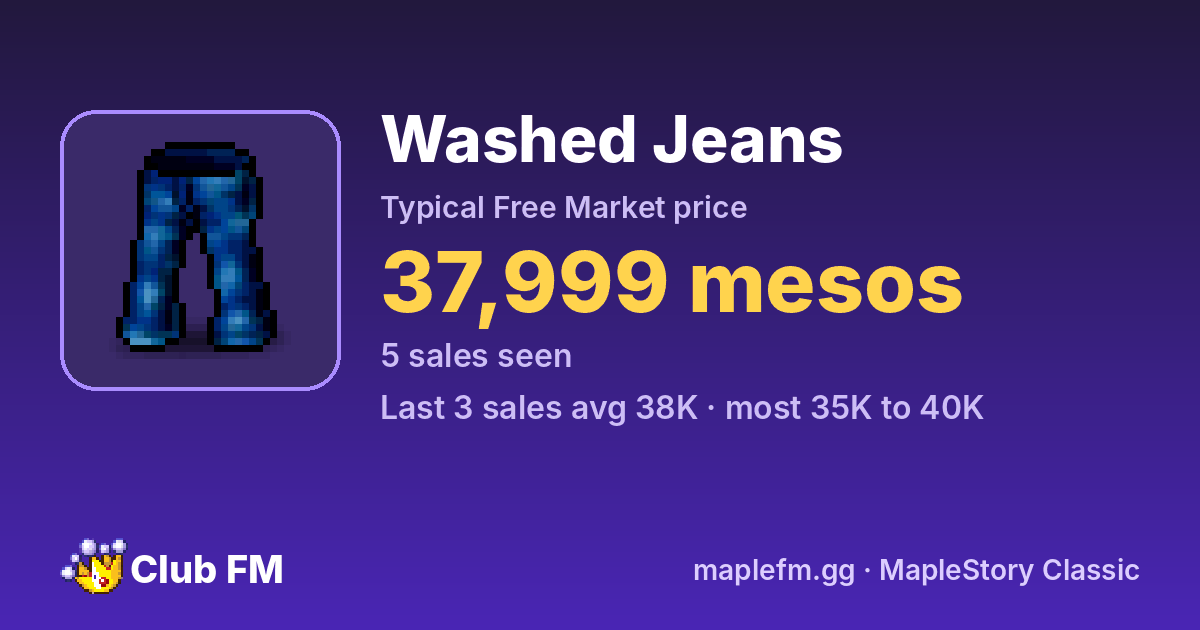 Washed Jeans
Typical Free Market price
37,999 mesos
5 sales seen
Last 3 sales avg 38K · most 35K to 40K
Club FM
maplefm.gg · MapleStory Classic